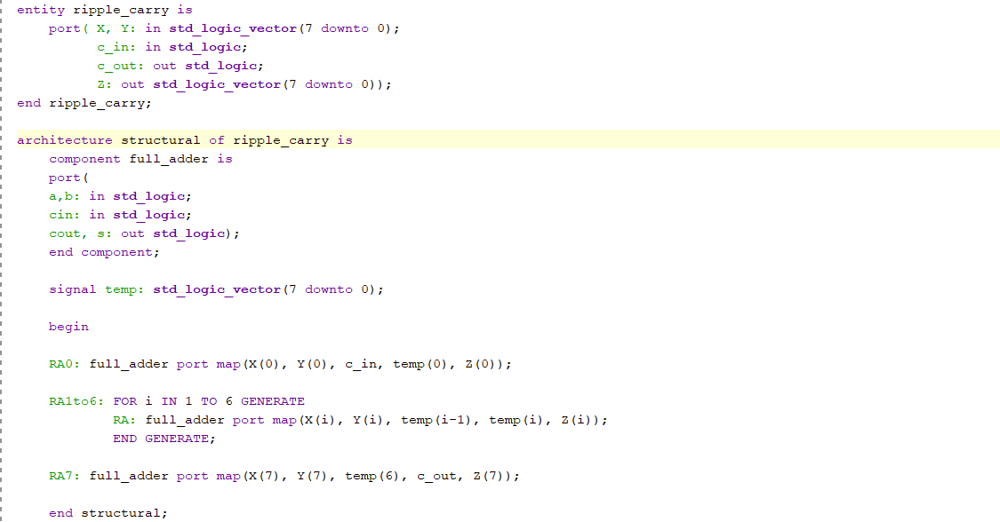 entity ripple_carry is
port( X, Y: in std_logic_vector(7 downto 0);
c_in: in std_logic;
c_out: out std_logic;
Z: out std_logic_vector(7 downto 0));
end ripple_carry;
architecture structural of ripple_carry is
component full_adder is
port(
a,b: in std_logic;
cin: in std_logic;
cout, s: out std_logic);
end component;
signal temp: std_logic_vector(7 downto 0);
begin
RA0: full_adder port map(X(0), Y(0), c_in, temp(0), Z(0));
RA1to6: FOR i IN 1 TO 6 GENERATE
RA: full_adder port map(X(i), Y(i), temp(i-1), temp(i), Z(i));
END GENERATE;
RA7: full_adder port map(X(7), Y(7), temp(6), c_out, Z(7));
end structural;